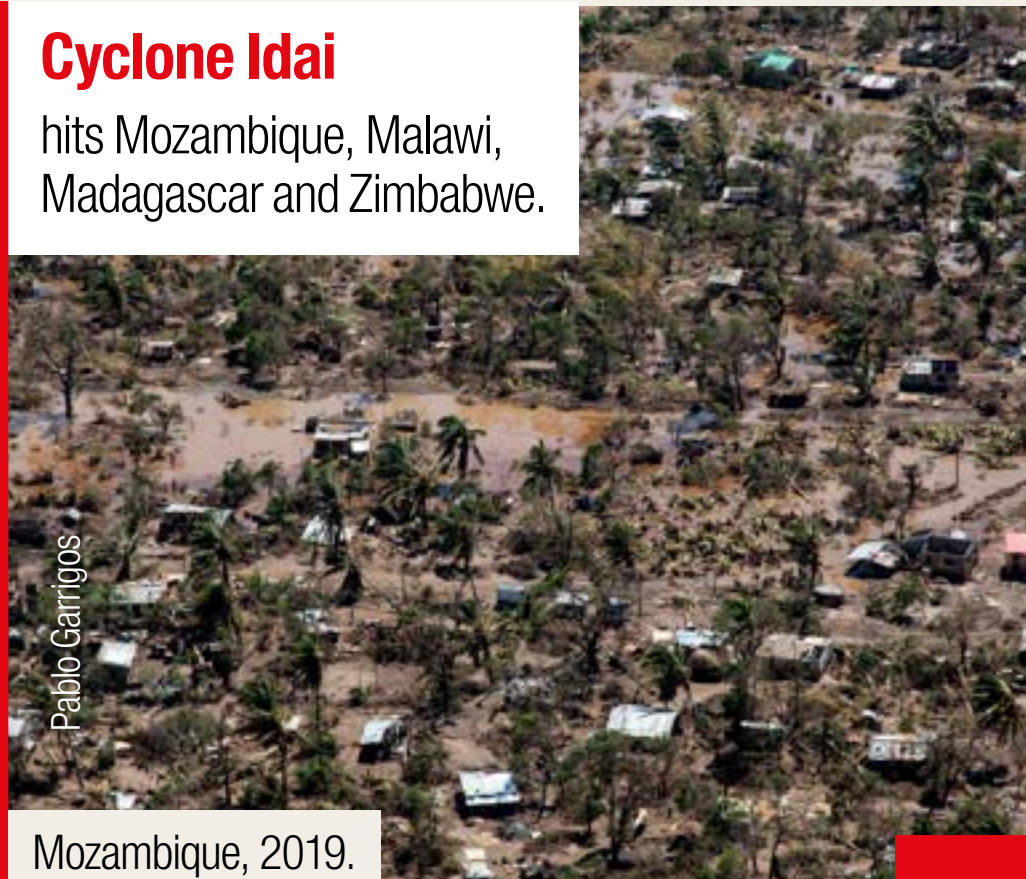 Cyclone Idai
hits Mozambique, Malawi,
Madagascar and Zimbabwe.
Pablo Garrigos
Mozambique, 2019.